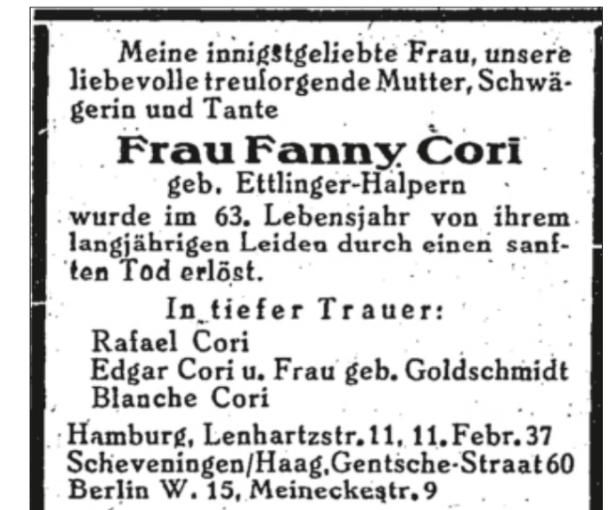 Meine innigstgeliebte Frau, unsere
liebevolle treusorgende Mutter, Schwä-
gerin und Tante
Frau Fanny Cori
geb. Ettlinger-Halpern
wurde im 63. Lebensjahr von ihrem
langjährigen Leiden durch einen sanf-
ten Tod erlöst.
In tiefer Trauer:
Rafael Cori
Edgar Cori u. Frau geb. Goldschmidt
Blanche Cori
Hamburg, Lenhartzstr. 11, 11. Febr. 37
Scheveningen/Haag, Gentsche-Straat 60
Berlin W. 15, Meineckestr. 9